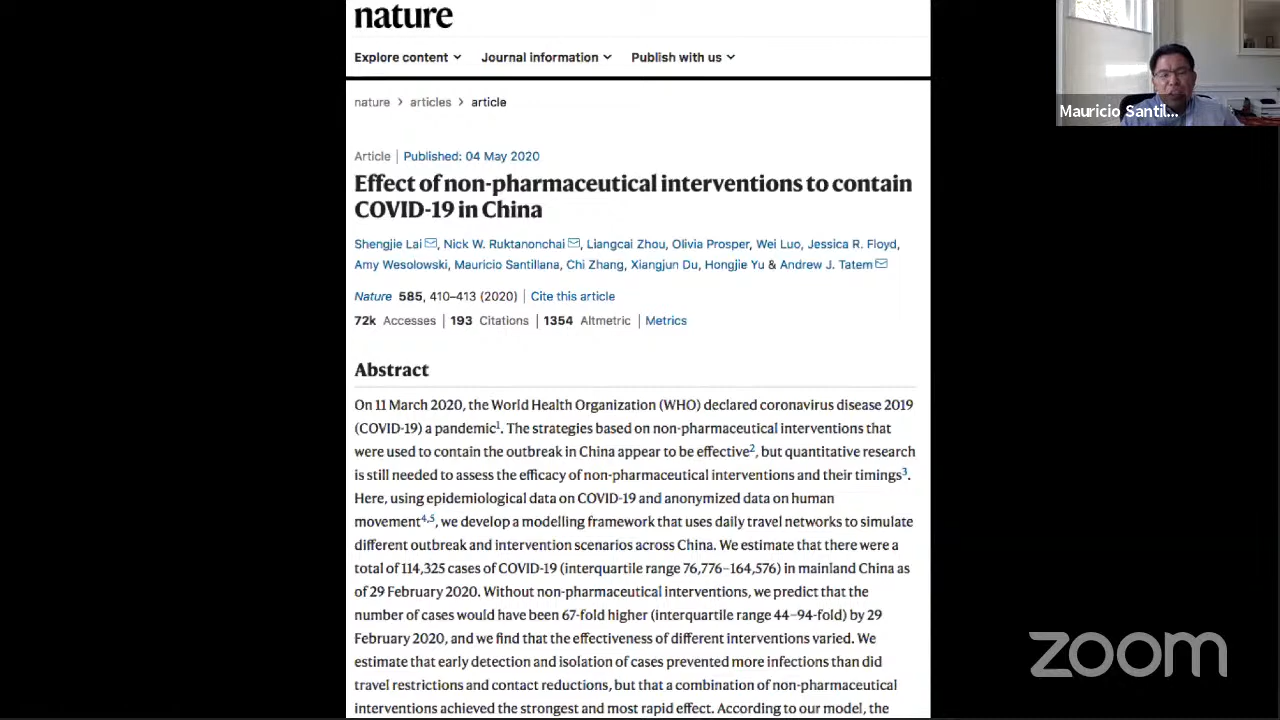 nature
Explore content
Journal information
Publish with us
nature > articles > article
Article | Published: 04 May 2020
Effect of non-pharmaceutical interventions to contain
COVID-19 in China
Shengjie Lai, Nick W. Ruktanonchai, Liangcai Zhou, Olivia Prosper, Wei Luo, Jessica R. Floyd,
Amy Wesolowski, Mauricio Santillana, Chi Zhang, Xiangjun Du, Hongjie Yu & Andrew J. Tatem
Nature 585, 410–413 (2020) | Cite this article
72k Accesses | 193 Citations | 1354 Altmetric | Metrics
Abstract
On 11 March 2020, the World Health Organization (WHO) declared coronavirus disease 2019
(COVID-19) a pandemic1. The strategies based on non-pharmaceutical interventions that
were used to contain the outbreak in China appear to be effective2, but quantitative research
is still needed to assess the efficacy of non-pharmaceutical interventions and their timings3.
Here, using epidemiological data on COVID-19 and anonymized data on human
movement4,5, we develop a modelling framework that uses daily travel networks to simulate
different outbreak and intervention scenarios across China. We estimate that there were a
total of 114,325 cases of COVID-19 (interquartile range 76,776–164,576) in mainland China as
of 29 February 2020. Without non-pharmaceutical interventions, we predict that the
number of cases would have been 67-fold higher (interquartile range 44–94-fold) by 29
February 2020, and we find that the effectiveness of different interventions varied. We
estimate that early detection and isolation of cases prevented more infections than did
travel restrictions and contact reductions, but that a combination of non-pharmaceutical
interventions achieved the strongest and most rapid effect. According to our model, the
Mauricio Santil...
zoom